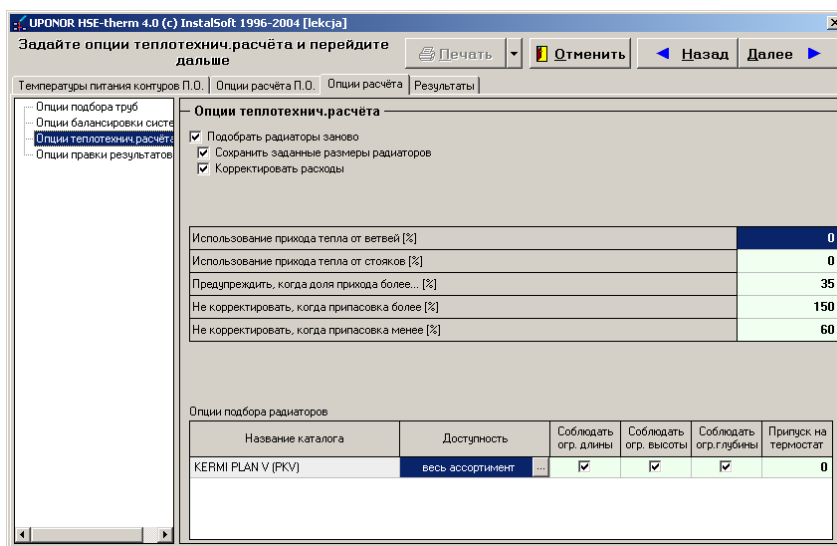 UPONOR HSE-therm 4.0 (c) InstalSoft 1996-2004 [lekcja]
Задайте опции теплотехнич.расчёта и перейдите
дальше
Печать
Отменить
Назад
Далее
Температуры питания контуров П.О.
Опции расчёта П.О.
Опции расчёта
Результаты
Опции подбора труб
Опции балансировки систе
Опции теплотехнич.расчёта
Опции правки результатов
Опции теплотехнич.расчёта
Подобрать радиаторы заново
Сохранить заданные размеры радиаторов
Корректировать расходы
Использование прихода тепла от ветвей [%] 0
Использование прихода тепла от стояков [%] 0
Предупредить, когда доля прихода более... [%] 35
Не корректировать, когда припасовка более [%] 150
Не корректировать, когда припасовка менее [%] 60
Опции подбора радиаторов
Название каталога
Доступность
Соблюдать
огр. длины
Соблюдать
огр. высоты
Соблюдать
огр.глубины
Припуск на
термостат
KERMI PLAN V (PKV) весь ассортимент ... 0